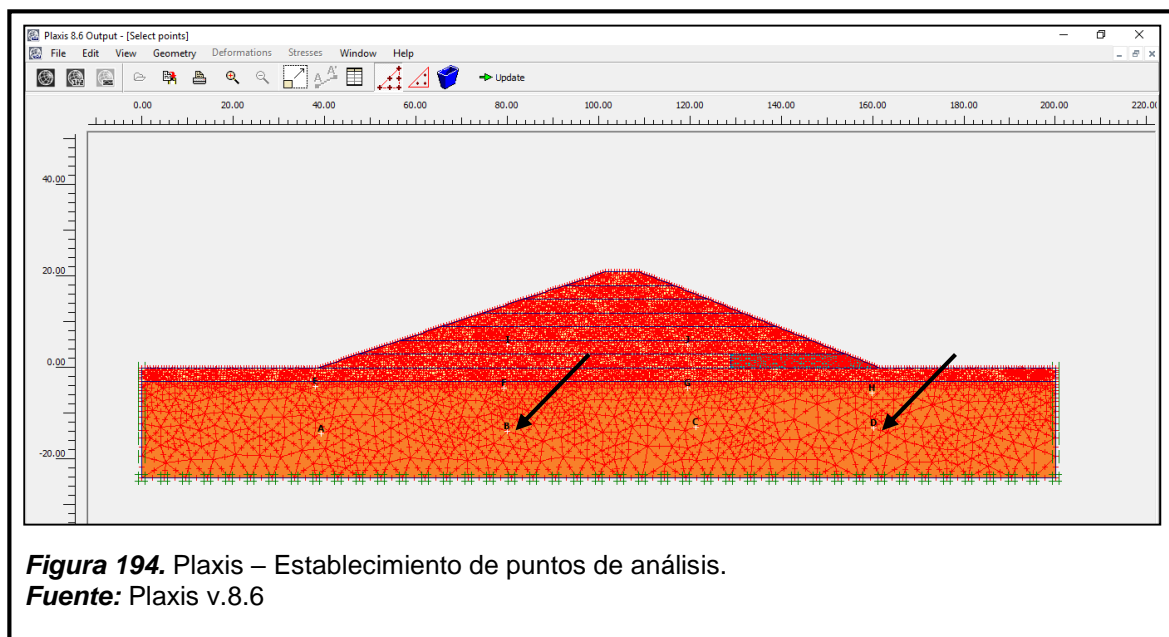 Plaxis 8.6 Output - [Select points]
File Edit View Geometry Deformations Stresses Window Help
Update
0.00 20.00 40.00 60.00 80.00 100.00 120.00 140.00 160.00 180.00 200.00 220.0
40.00
20.00
0.00
-20.00
I J
E F G H
A B C D
Figura 194. Plaxis – Establecimiento de puntos de análisis.
Fuente: Plaxis v.8.6